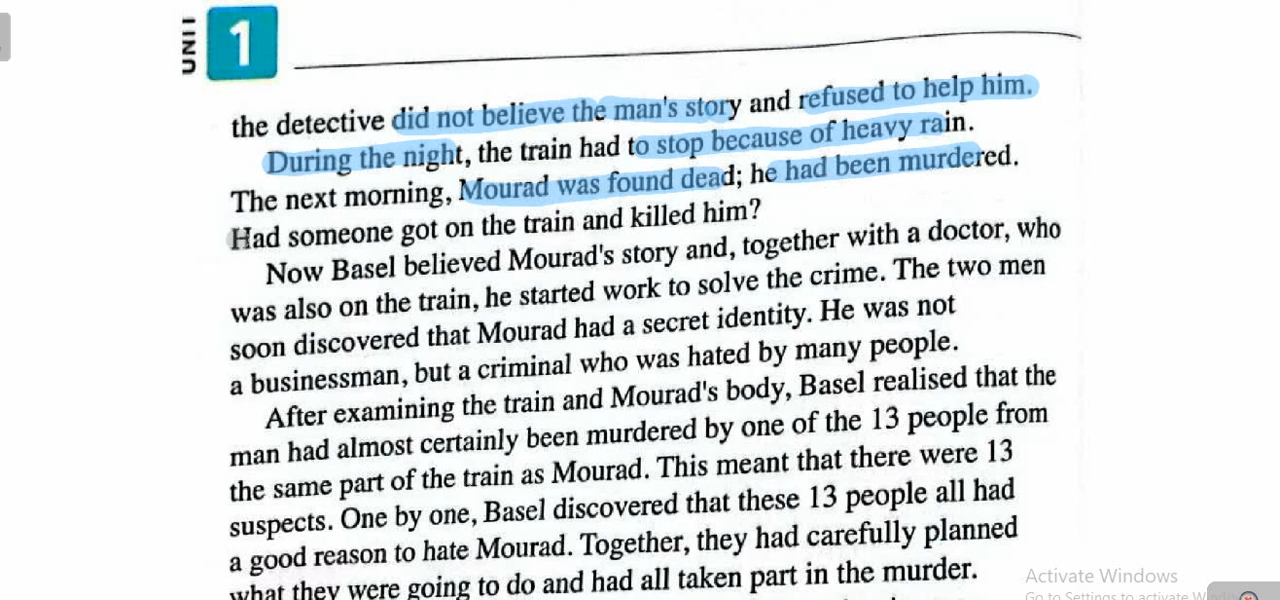 UNIT 1
the detective did not believe the man's story and refused to help him.
During the night, the train had to stop because of heavy rain.
The next morning, Mourad was found dead; he had been murdered.
Had someone got on the train and killed him?
Now Basel believed Mourad's story and, together with a doctor, who
was also on the train, he started work to solve the crime. The two men
soon discovered that Mourad had a secret identity. He was not
a businessman, but a criminal who was hated by many people.
After examining the train and Mourad's body, Basel realised that the
man had almost certainly been murdered by one of the 13 people from
the same part of the train as Mourad. This meant that there were 13
suspects. One by one, Basel discovered that these 13 people all had
a good reason to hate Mourad. Together, they had carefully planned
what they were going to do and had all taken part in the murder.
Activate Windows
Go to Settings to activate